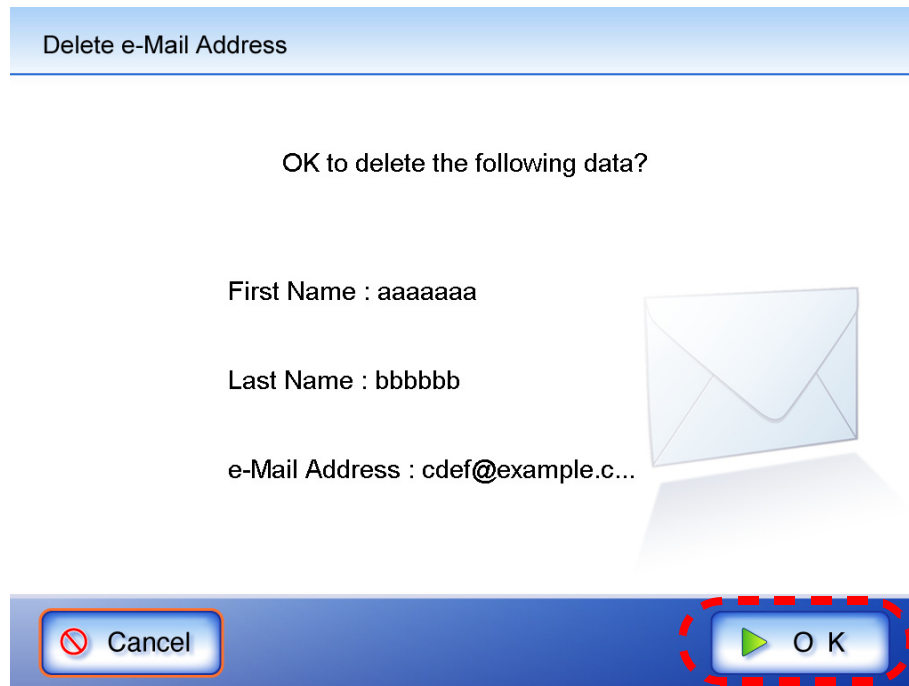 Delete e-Mail Address
OK to delete the following data?
First Name : aaaaaaa
Last Name : bbbbbb
e-Mail Address : cdef@example.c...
Cancel
O K